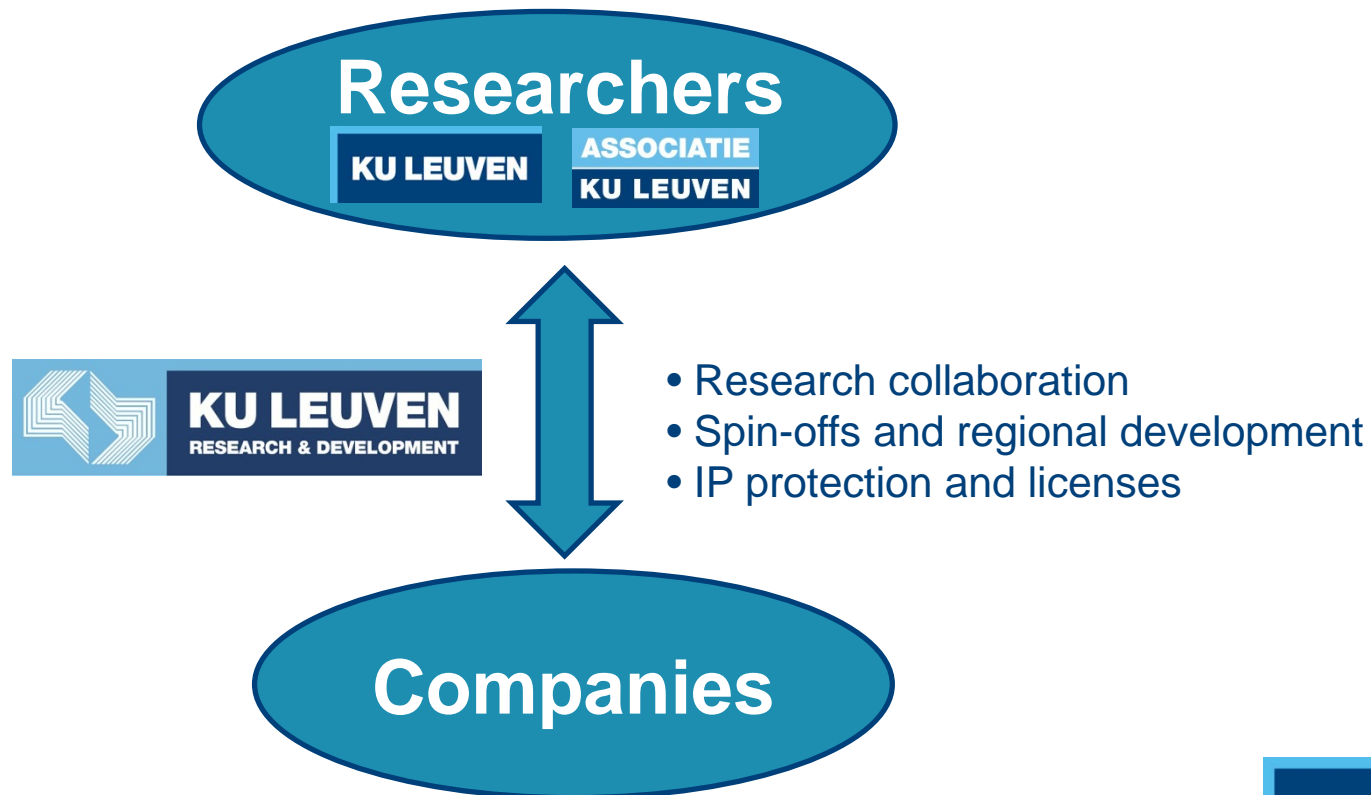 Researchers
KU LEUVEN
ASSOCIATIE
KU LEUVEN
KU LEUVEN
RESEARCH & DEVELOPMENT
• Research collaboration
• Spin-offs and regional development
• IP protection and licenses
Companies